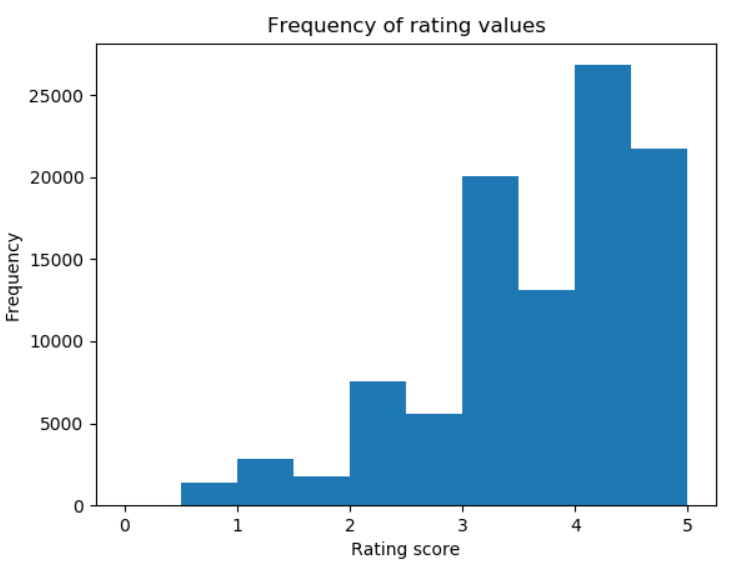 Frequency of rating values
25000
20000
15000
10000
5000
0
Frequency
0 1 2 3 4 5
Rating score